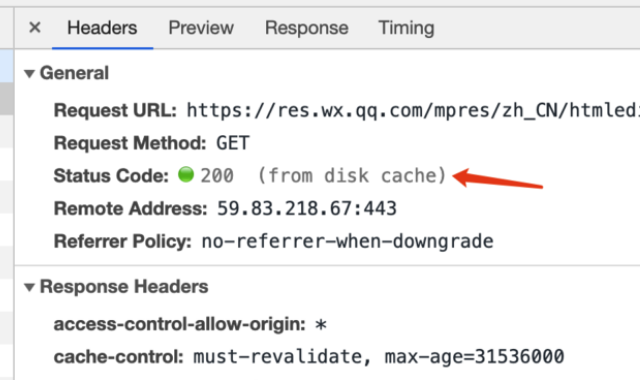 × Headers Preview Response Timing
▼ General
Request URL: https://res.wx.qq.com/mpres/zh_CN/htmledi
Request Method: GET
Status Code: 200 (from disk cache)
Remote Address: 59.83.218.67:443
Referrer Policy: no-referrer-when-downgrade
▼ Response Headers
access-control-allow-origin: *
cache-control: must-revalidate, max-age=31536000